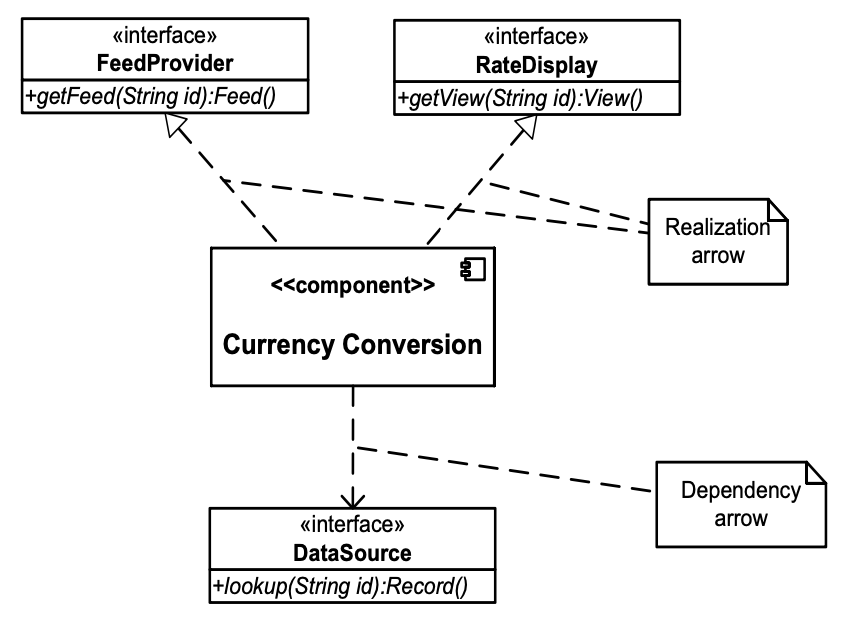 «interface»
FeedProvider
+getFeed(String id):Feed()
«interface»
RateDisplay
+getView(String id):View()
Realization
arrow
<<component>>
Currency Conversion
Dependency
arrow
«interface»
DataSource
+lookup(String id):Record()